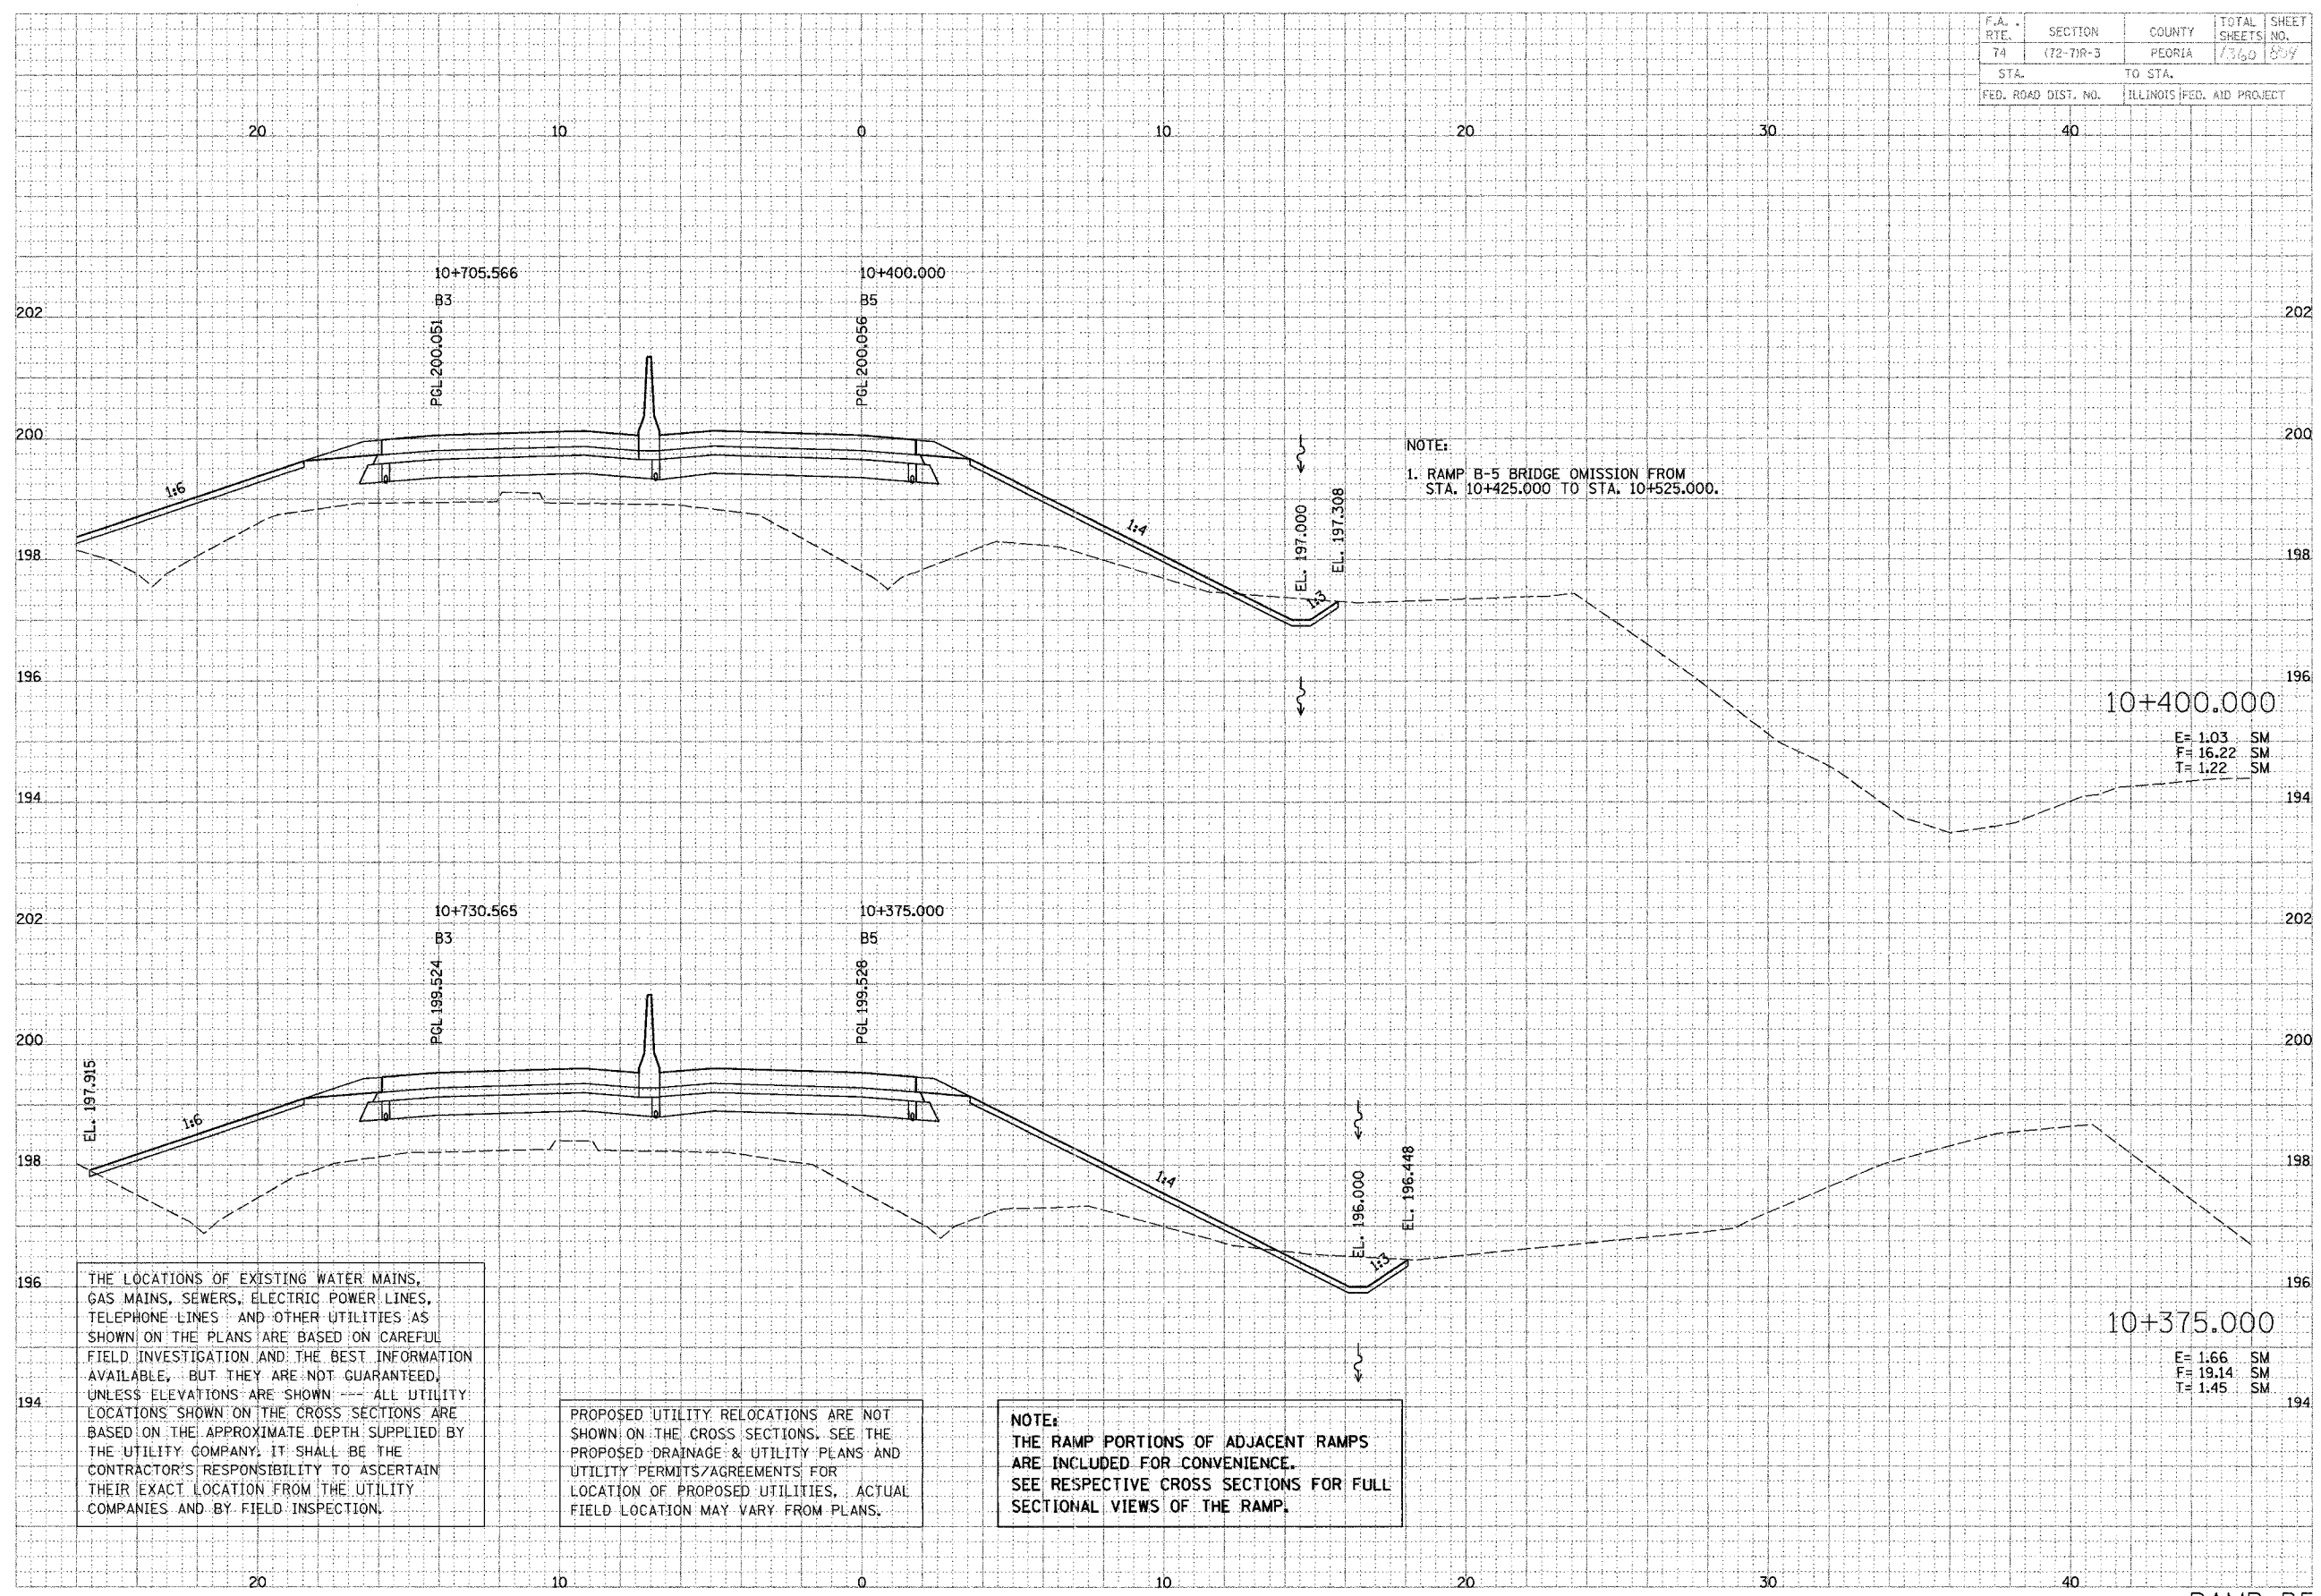 F.A. . RTE. SECTION COUNTY TOTAL SHEETS SHEET NO.
74 (72-7)R-3 PEORIA 1360 804
STA. TO STA.
FED. ROAD DIST. NO. ILLINOIS FED. AID PROJECT
20 10 0 10 20 30 40
10+705.566 10+400.000
B3 B5
PGL 200.051 PGL 200.056
202 202
200 200
NOTE:
1. RAMP B-5 BRIDGE OMISSION FROM
STA. 10+425.000 TO STA. 10+525.000.
1:6 1:4 1:3
EL. 197.000
EL. 197.308
198 198
196 196
10+400.000
E= 1.03 SM
F= 16.22 SM
T= 1.22 SM
194 194
202 202
10+730.565 10+375.000
B3 B5
PGL 199.524 PGL 199.528
200 200
EL. 197.915
1:6 1:4 1:3
EL. 196.000
EL. 196.448
198 198
196 196
10+375.000
E= 1.66 SM
F= 19.14 SM
T= 1.45 SM
194 194
THE LOCATIONS OF EXISTING WATER MAINS,
GAS MAINS, SEWERS, ELECTRIC POWER LINES,
TELEPHONE LINES AND OTHER UTILITIES AS
SHOWN ON THE PLANS ARE BASED ON CAREFUL
FIELD INVESTIGATION AND THE BEST INFORMATION
AVAILABLE, BUT THEY ARE NOT GUARANTEED,
UNLESS ELEVATIONS ARE SHOWN --- ALL UTILITY
LOCATIONS SHOWN ON THE CROSS SECTIONS ARE
BASED ON THE APPROXIMATE DEPTH SUPPLIED BY
THE UTILITY COMPANY. IT SHALL BE THE
CONTRACTOR'S RESPONSIBILITY TO ASCERTAIN
THEIR EXACT LOCATION FROM THE UTILITY
COMPANIES AND BY FIELD INSPECTION.
PROPOSED UTILITY RELOCATIONS ARE NOT
SHOWN ON THE CROSS SECTIONS. SEE THE
PROPOSED DRAINAGE & UTILITY PLANS AND
UTILITY PERMITS/AGREEMENTS FOR
LOCATION OF PROPOSED UTILITIES, ACTUAL
FIELD LOCATION MAY VARY FROM PLANS.
NOTE:
THE RAMP PORTIONS OF ADJACENT RAMPS
ARE INCLUDED FOR CONVENIENCE.
SEE RESPECTIVE CROSS SECTIONS FOR FULL
SECTIONAL VIEWS OF THE RAMP.
20 10 0 10 20 30 40